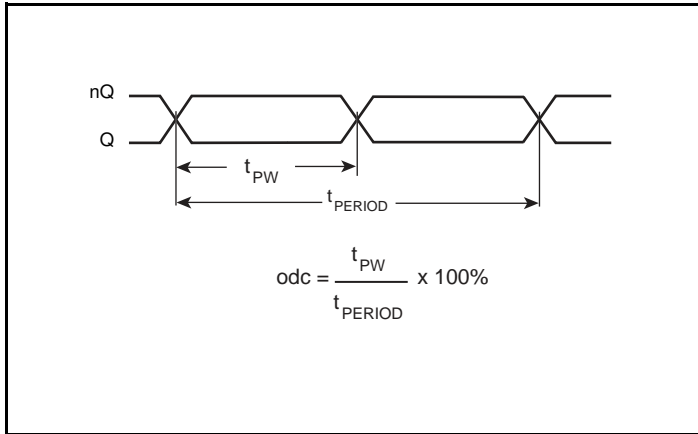 nQ
Q
tPW
tPERIOD
odc = tPW / tPERIOD x 100%